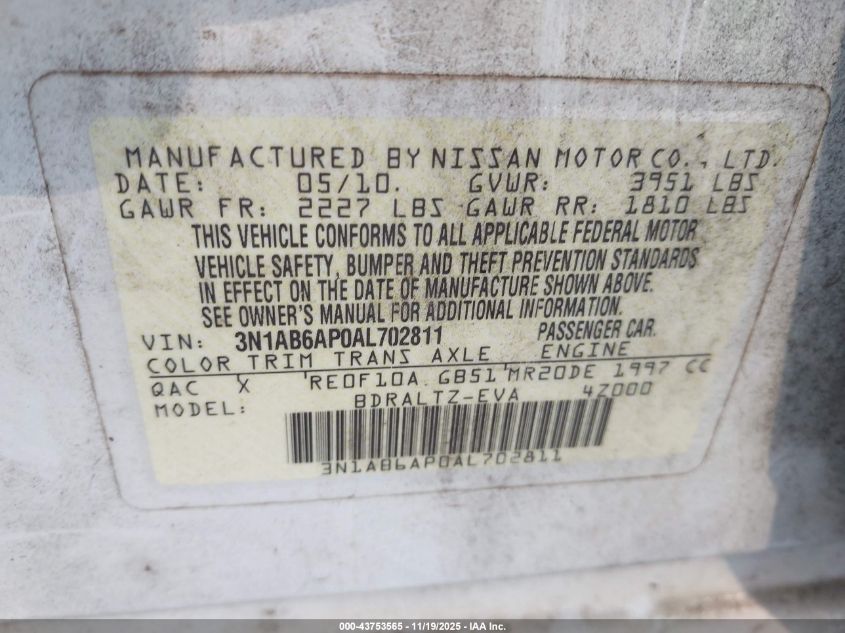 MANUFACTURED BY NISSAN MOTOR CO., LTD.
DATE: 05/10. GVWR: 3951 LBS
GAWR FR: 2227 LBS GAWR RR: 1810 LBS
THIS VEHICLE CONFORMS TO ALL APPLICABLE FEDERAL MOTOR
VEHICLE SAFETY, BUMPER AND THEFT PREVENTION STANDARDS
IN EFFECT ON THE DATE OF MANUFACTURE SHOWN ABOVE.
SEE OWNER'S MANUAL FOR ADDITIONAL INFORMATION.
VIN: 3N1AB6AP0AL702811 PASSENGER CAR.
COLOR TRIM TRANS AXLE ENGINE
QAC X RE0F10A GB51 MR20DE 1997 CC
MODEL: BDRALTZ-EVA 4Z000
3N1AB6AP0AL702811
000-43753565 - 11/19/2025 - IAA Inc.